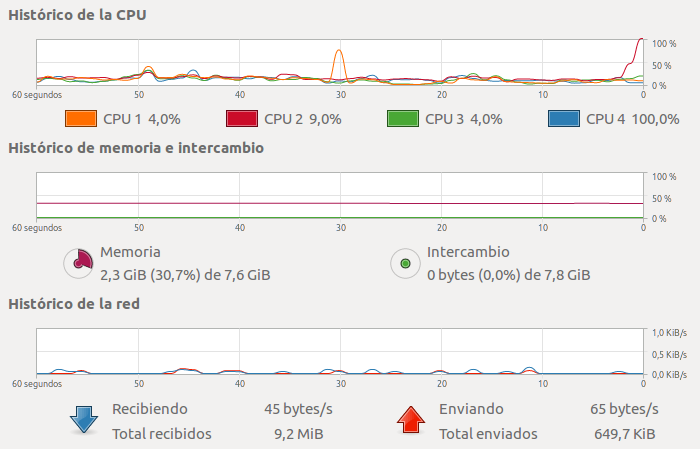 Histórico de la CPU
100 %
50 %
0 %
60 segundos 50 40 30 20 10 0
CPU 1 4,0% CPU 2 9,0% CPU 3 4,0% CPU 4 100,0%
Histórico de memoria e intercambio
100 %
50 %
0 %
60 segundos 50 40 30 20 10 0
Memoria Intercambio
2,3 GiB (30,7%) de 7,6 GiB 0 bytes (0,0%) de 7,8 GiB
Histórico de la red
1,0 KiB/s
0,5 KiB/s
0,0 KiB/s
60 segundos 50 40 30 20 10 0
Recibiendo 45 bytes/s Enviando 65 bytes/s
Total recibidos 9,2 MiB Total enviados 649,7 KiB